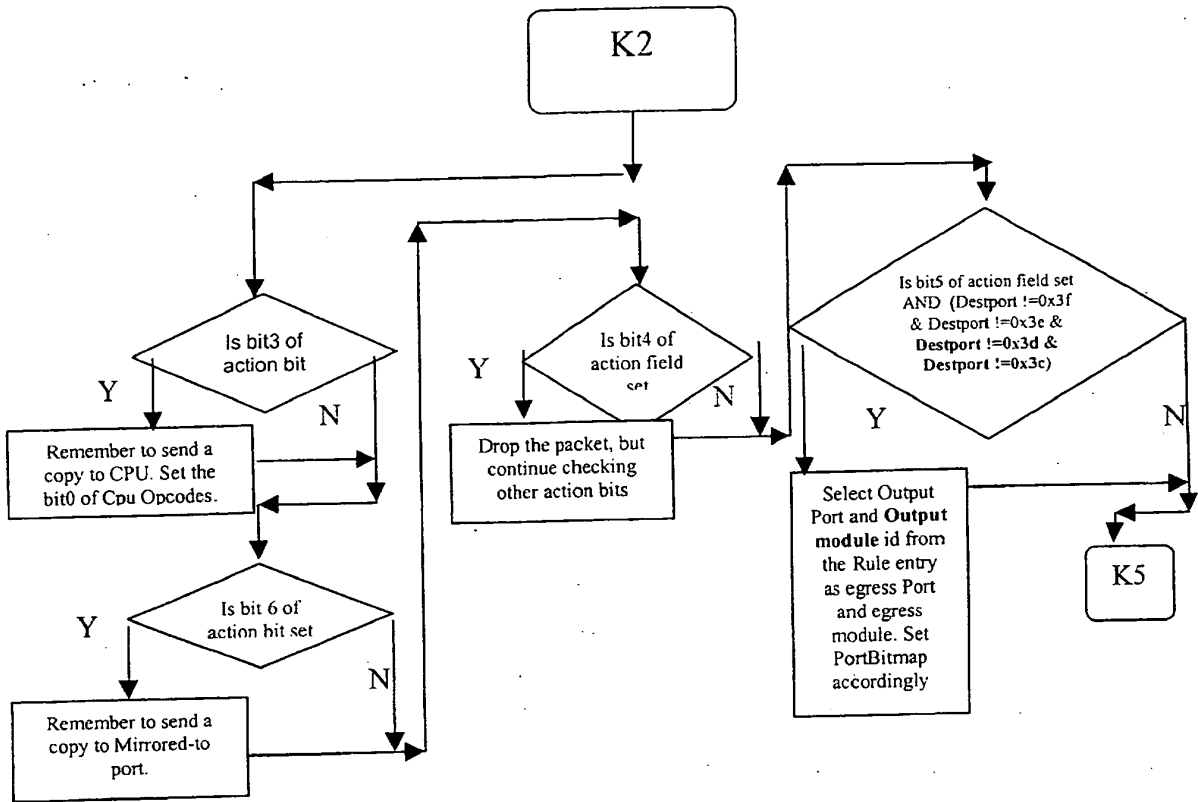 K2
Is bit3 of
action bit
Y
N
Remember to send a
copy to CPU. Set the
bit0 of Cpu Opcodes.
Is bit 6 of
action bit set
Y
N
Remember to send a
copy to Mirrored-to
port.
Is bit4 of
action field
set
Y
N
Drop the packet, but
continue checking
other action bits
Is bit5 of action field set
AND (Destport !=0x3f
& Destport !=0x3e &
Destport !=0x3d &
Destport !=0x3c)
Y
N
Select Output
Port and Output
module id from
the Rule entry
as egress Port
and egress
module. Set
PortBitmap
accordingly
K5